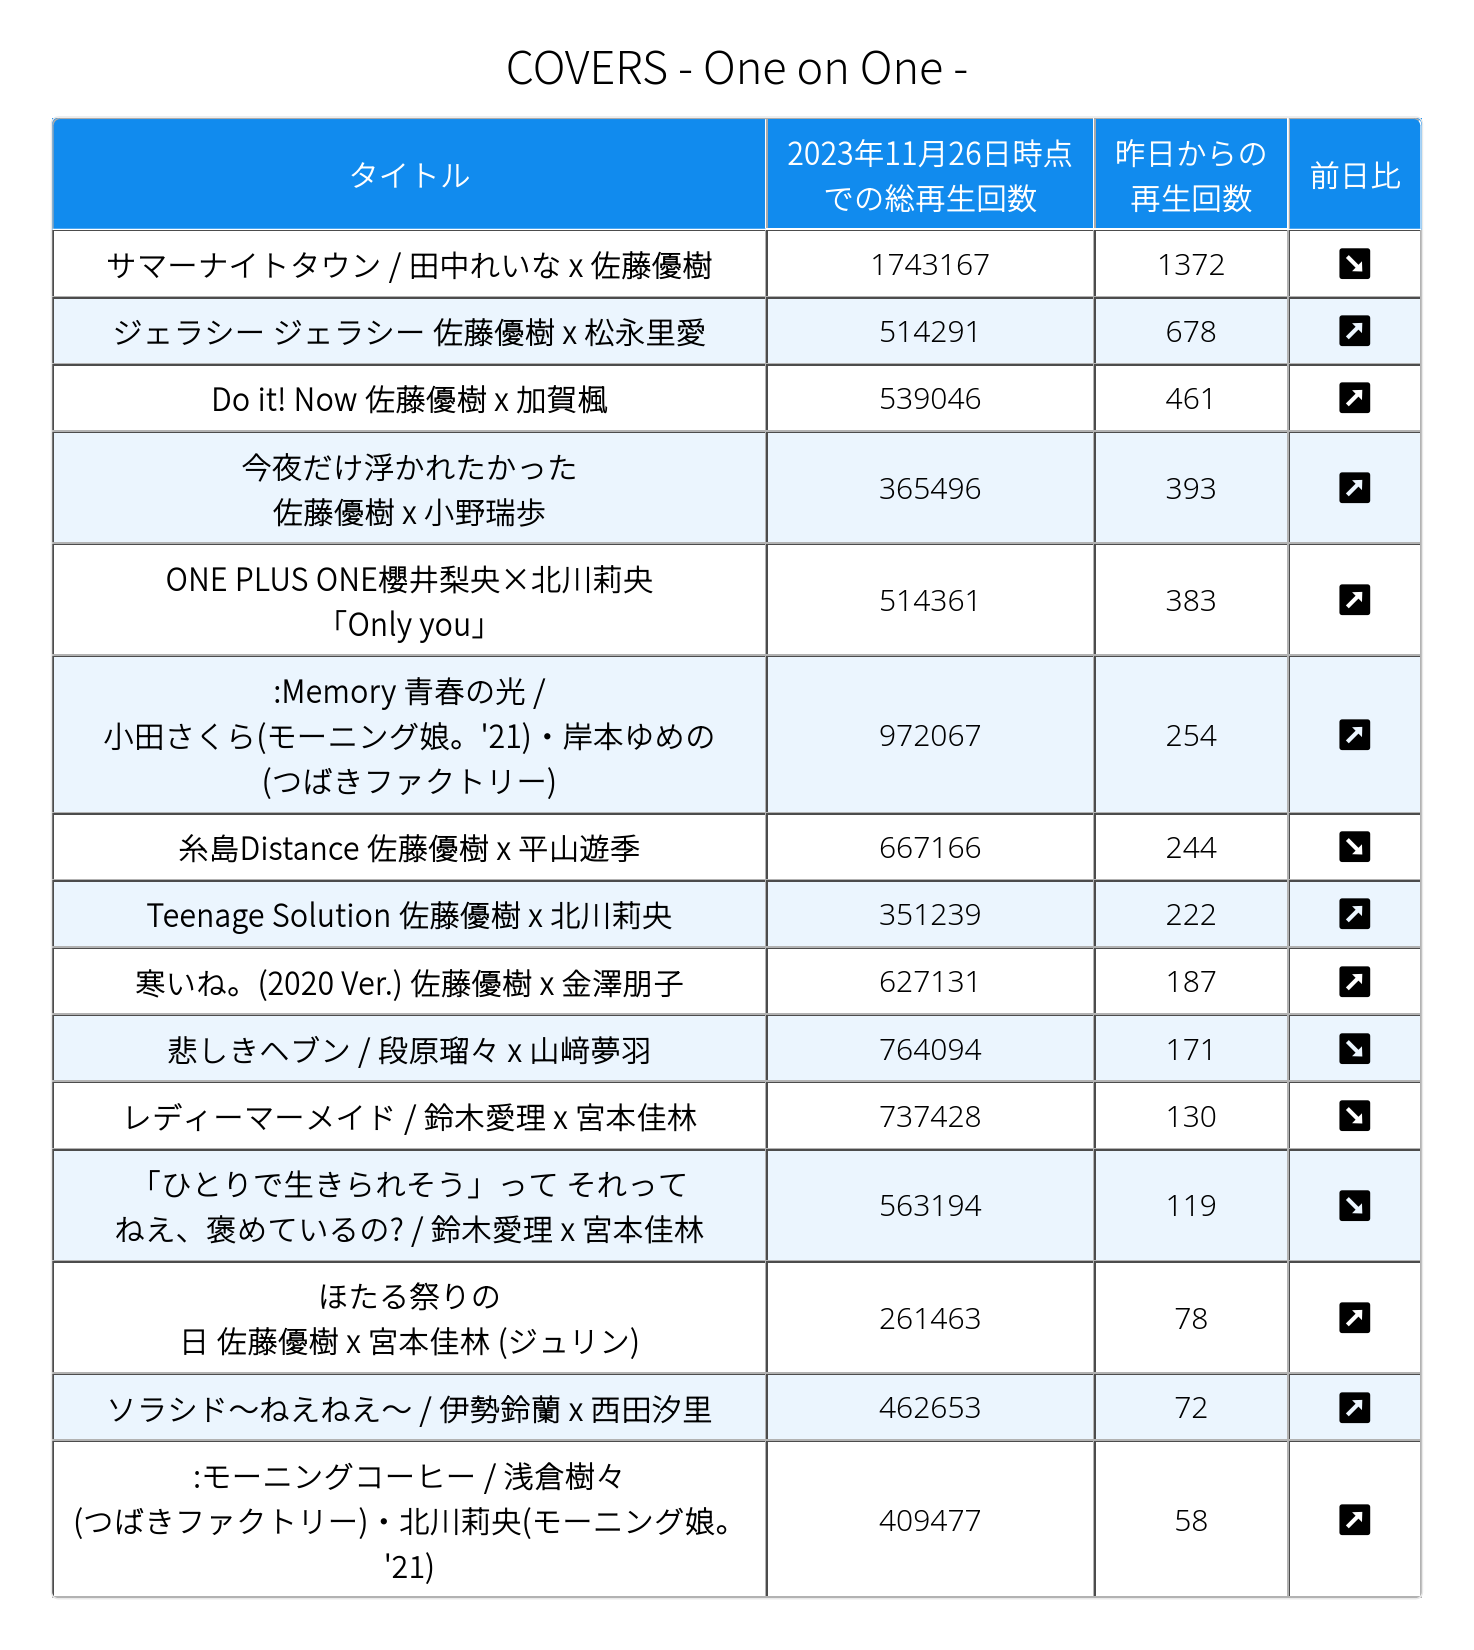 COVERS - One on One -
タイトル
2023年11月26日時点
での総再生回数
昨日からの
再生回数
前日比
サマーナイトタウン / 田中れいな x 佐藤優樹
1743167
1372
ジェラシー ジェラシー 佐藤優樹 x 松永里愛
514291
678
Do it! Now 佐藤優樹 x 加賀楓
539046
461
今夜だけ浮かれたかった
佐藤優樹 x 小野瑞歩
365496
393
ONE PLUS ONE櫻井梨央×北川莉央
「Only you」
514361
383
:Memory 青春の光 /
小田さくら(モーニング娘。'21)・岸本ゆめの
(つばきファクトリー)
972067
254
糸島Distance 佐藤優樹 x 平山遊季
667166
244
Teenage Solution 佐藤優樹 x 北川莉央
351239
222
寒いね。(2020 Ver.) 佐藤優樹 x 金澤朋子
627131
187
悲しきヘブン / 段原瑠々 x 山﨑夢羽
764094
171
レディーマーメイド / 鈴木愛理 x 宮本佳林
737428
130
「ひとりで生きられそう」って それって
ねえ、褒めているの? / 鈴木愛理 x 宮本佳林
563194
119
ほたる祭りの
日 佐藤優樹 x 宮本佳林 (ジュリン)
261463
78
ソラシド～ねえねえ～ / 伊勢鈴蘭 x 西田汐里
462653
72
:モーニングコーヒー / 浅倉樹々
(つばきファクトリー)・北川莉央(モーニング娘。
'21)
409477
58